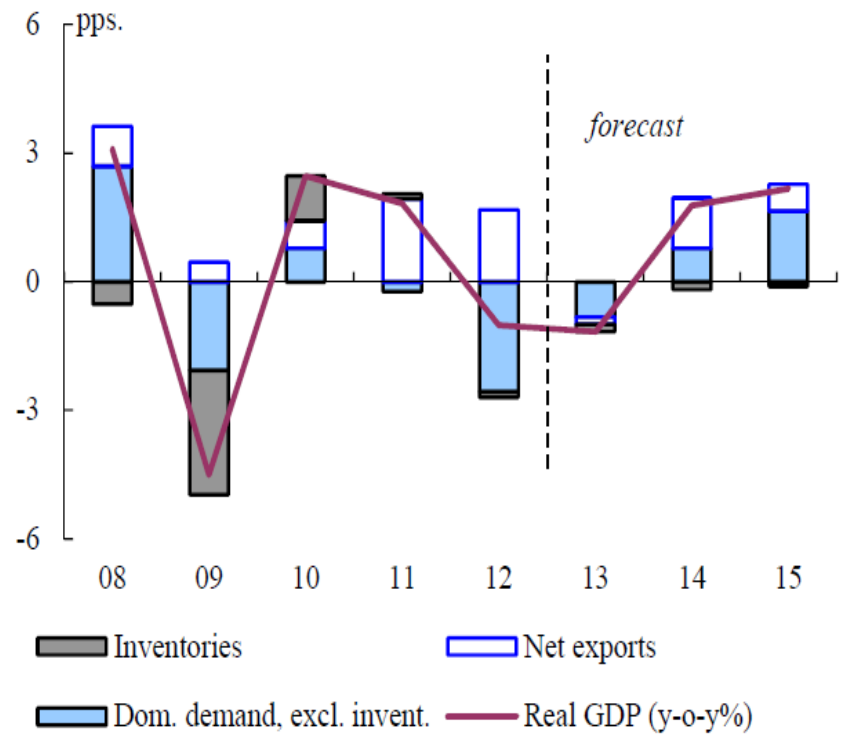 6
pps.
forecast
3
0
-3
-6
08 09 10 11 12 13 14 15
Inventories Net exports
Dom. demand, excl. invent. Real GDP (y-o-y%)